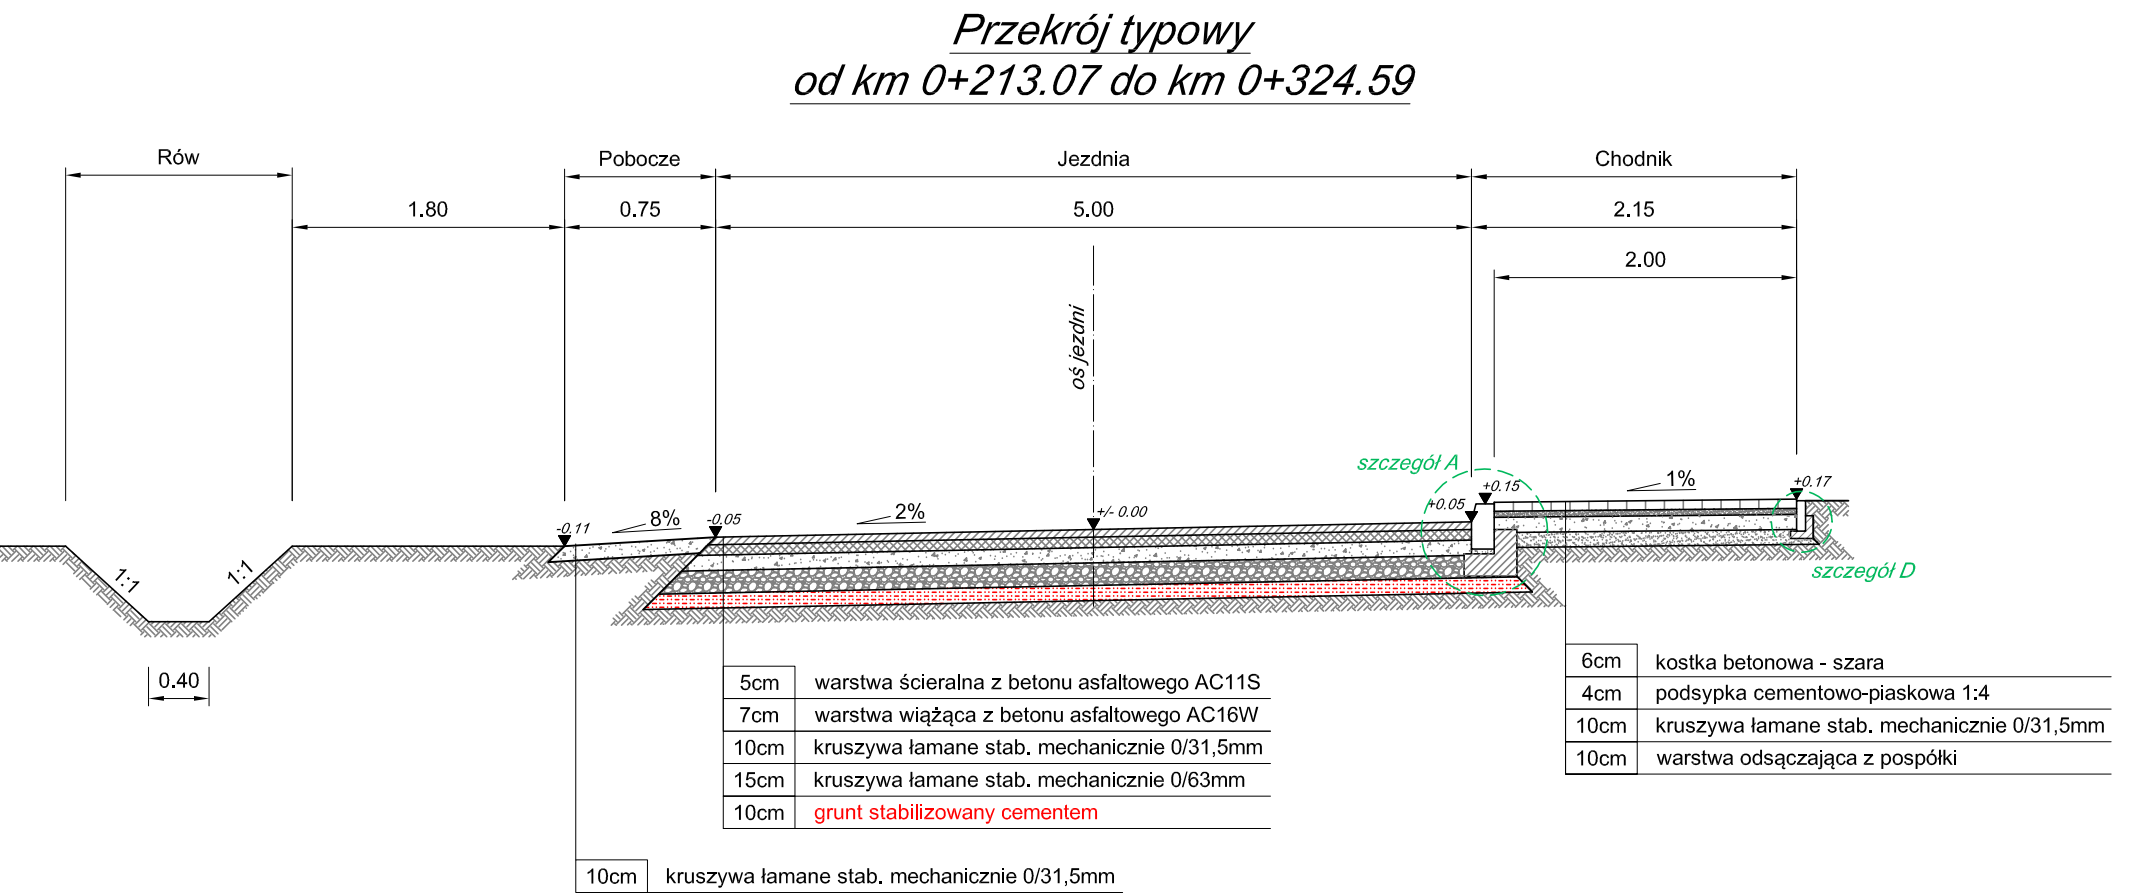 Przekrój typowy
od km 0+213.07 do km 0+324.59
Rów
Pobocze
Jezdnia
Chodnik
1.80
0.75
5.00
2.15
2.00
oś jezdni
szczegół A
szczegół D
1:1
1:1
0.40
-0.11
8%
-0.05
2%
+/- 0.00
+0.05
+0.15
1%
+0.17
5cm warstwa ścieralna z betonu asfaltowego AC11S
7cm warstwa wiążąca z betonu asfaltowego AC16W
10cm kruszywa łamane stab. mechanicznie 0/31,5mm
15cm kruszywa łamane stab. mechanicznie 0/63mm
10cm grunt stabilizowany cementem
6cm kostka betonowa - szara
4cm podsypka cementowo-piaskowa 1:4
10cm kruszywa łamane stab. mechanicznie 0/31,5mm
10cm warstwa odsączająca z pospółki
10cm kruszywa łamane stab. mechanicznie 0/31,5mm